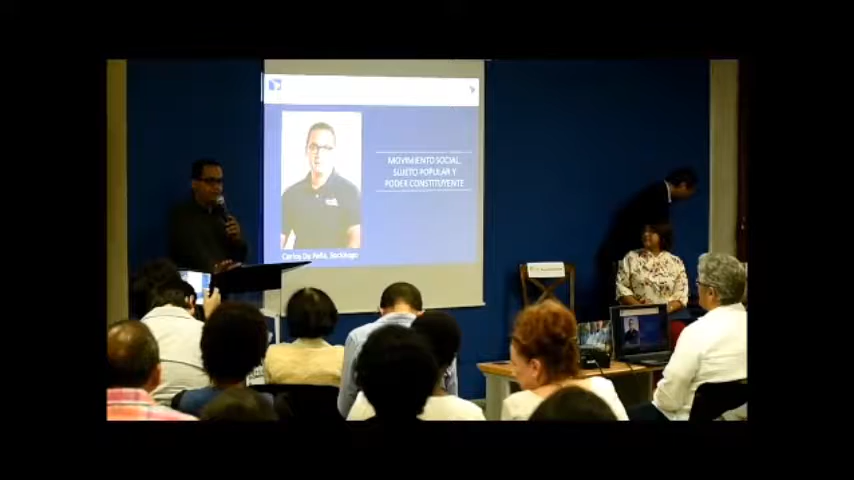 MOVIMIENTO SOCIAL,
SUJETO POPULAR Y
PODER CONSTITUYENTE
Carlos De Peña, Sociólogo